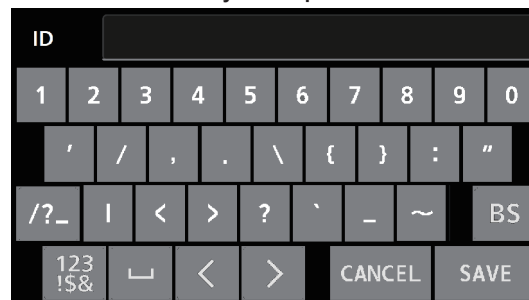 ID
1 2 3 4 5 6 7 8 9 0
' / , . \ { } : "
/?_ | < > ? ` _ ~ BS
123
!$&
␣ < > CANCEL SAVE